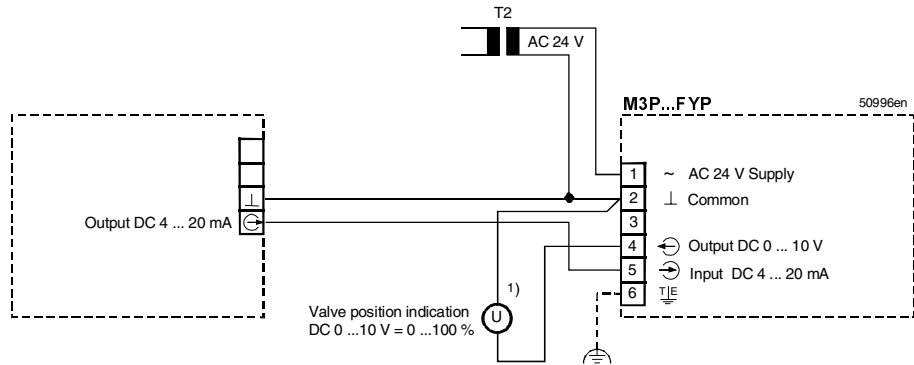 T2
AC 24 V
M3P...FYP
50996en
1 ~ AC 24 V Supply
⊥ 2 ⊥ Common
3
Output DC 4 ... 20 mA
4 Output DC 0 ... 10 V
5 Input DC 4 ... 20 mA
6 T E
1)
Valve position indication
DC 0 ...10 V = 0 ...100 %
U